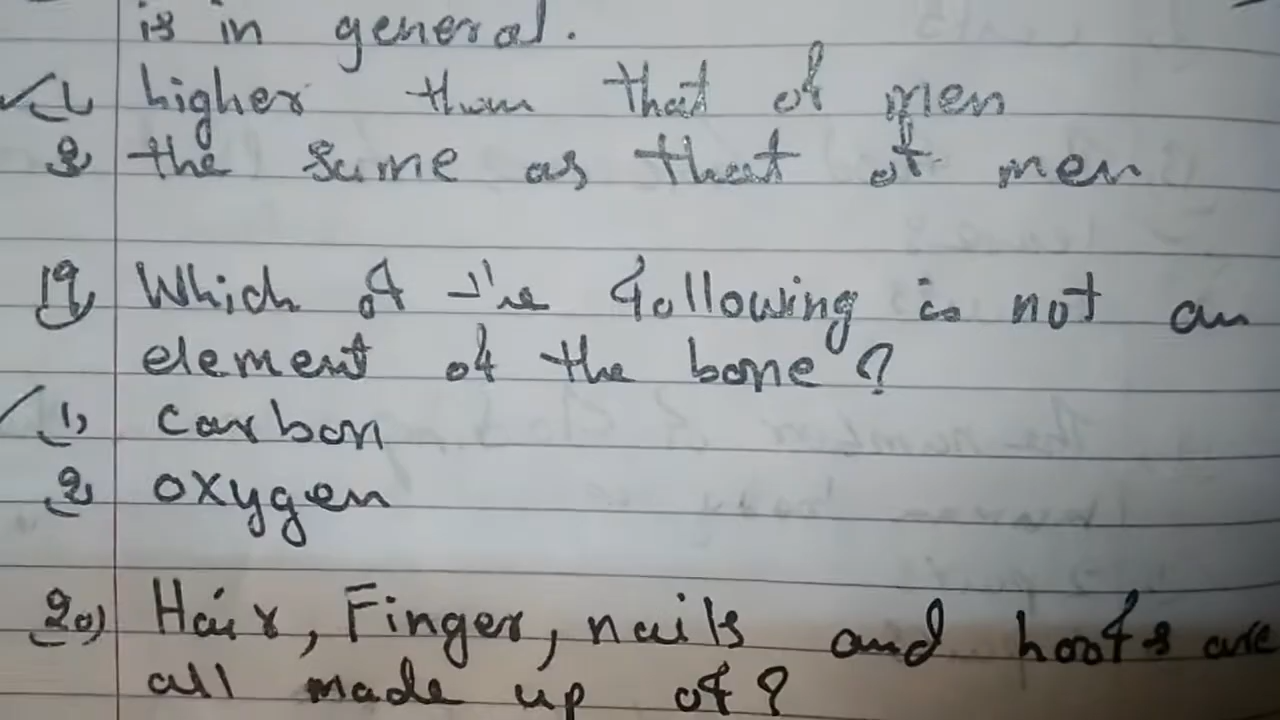 is in general.
1 higher than that of men
2 the same as that of men
19 Which of the following is not an
element of the bone?
1) carbon
2 oxygen
20) Hair, Finger, nails and hoofs are
all made up of?